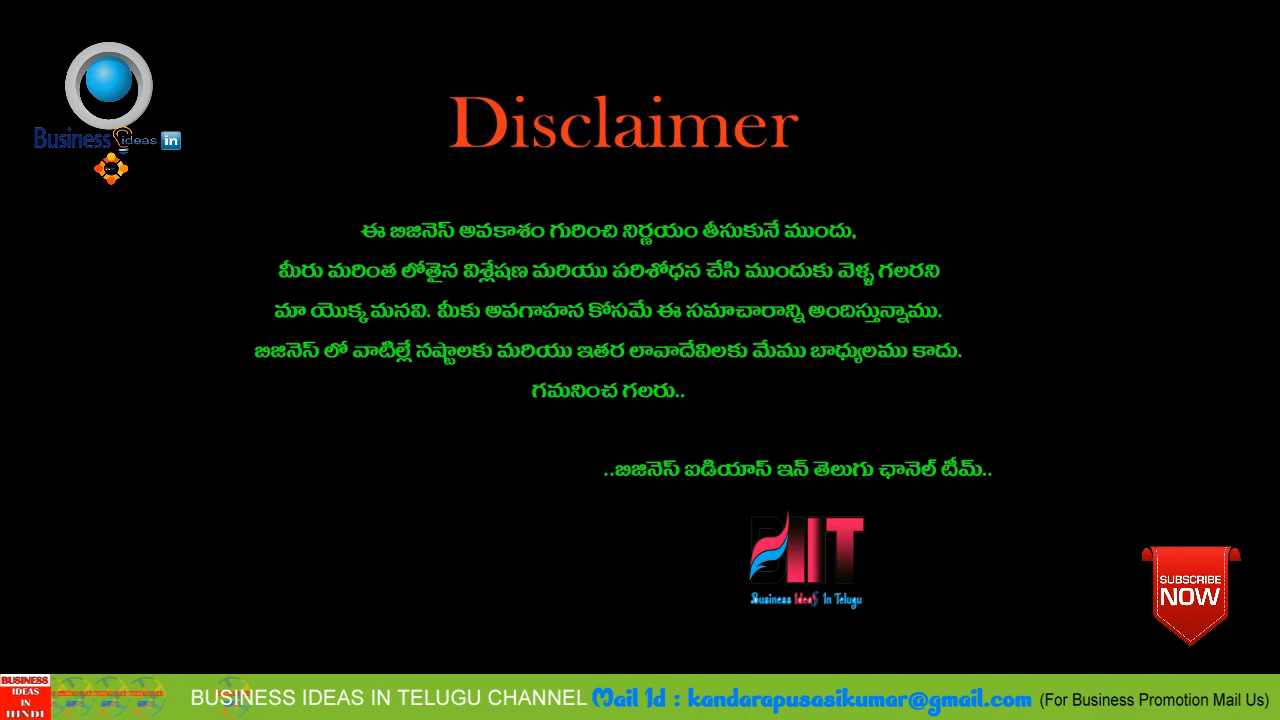 Business ideas in
Disclaimer
ఈ బిజినెస్ అవకాశం గురించి నిర్ణయం తీసుకునే ముందు,
మీరు మరింత లోతైన విశ్లేషణ మరియు పరిశోధన చేసి ముందుకు వెళ్ళ గలరని
మా యొక్క మనవి. మీకు అవగాహన కోసమే ఈ సమాచారాన్ని అందిస్తున్నాము.
బిజినెస్ లో వాటిల్లే నష్టాలకు మరియు ఇతర లావాదేవిలకు మేము బాధ్యులము కాదు.
గమనించ గలరు..
..బిజినెస్ ఐడియాస్ ఇన్ తెలుగు ఛానెల్ టీమ్..
BIIT
Business Ideas In Telugu
SUBSCRIBE
NOW
BUSINESS
IDEAS
IN
HINDI
BUSINESS IDEAS IN TELUGU CHANNEL Mail Id : kandarapusasikumar@gmail.com (For Business Promotion Mail Us)